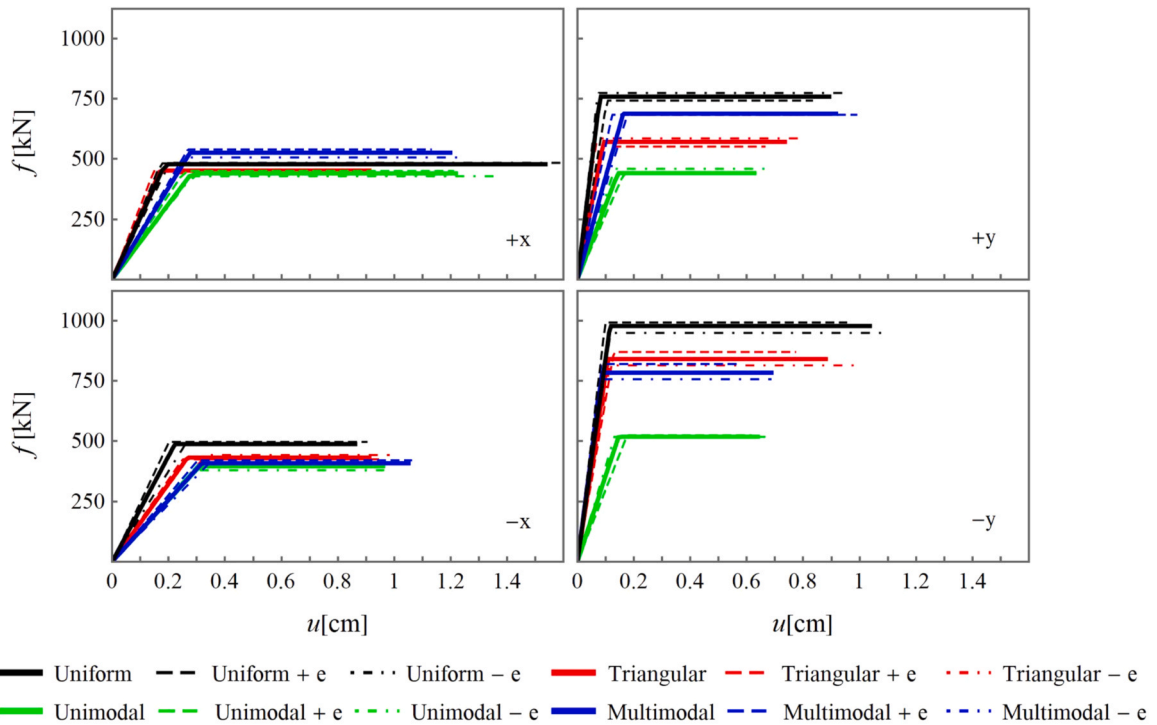 1000
750
500
250
f[kN]
+x
+y
1000
750
500
250
f[kN]
−x
−y
0 0.2 0.4 0.6 0.8 1 1.2 1.4 0 0.2 0.4 0.6 0.8 1 1.2 1.4
u[cm] u[cm]
Uniform Uniform + e Uniform − e Triangular Triangular + e Triangular − e
Unimodal Unimodal + e Unimodal − e Multimodal Multimodal + e Multimodal − e